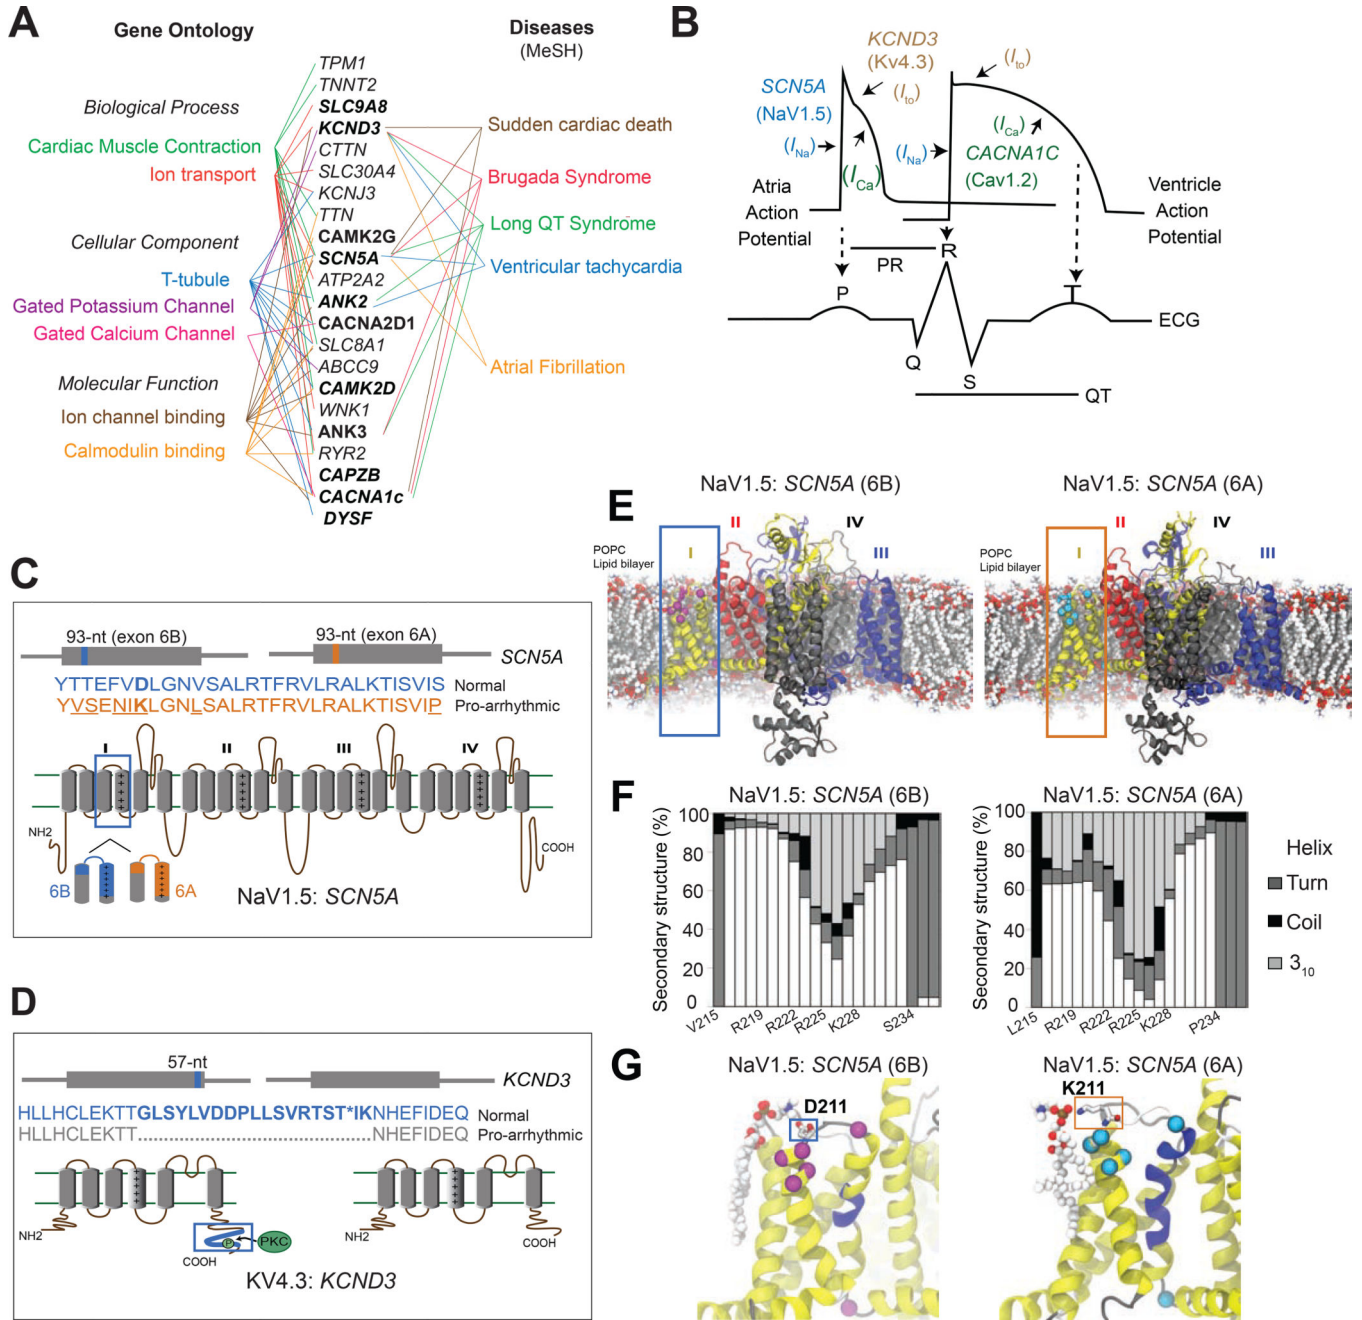 A
Gene Ontology
Diseases
(MeSH)
Biological Process
Cardiac Muscle Contraction
Ion transport
Cellular Component
T-tubule
Gated Potassium Channel
Gated Calcium Channel
Molecular Function
Ion channel binding
Calmodulin binding
TPM1
TNNT2
SLC9A8
KCND3
CTTN
SLC30A4
KCNJ3
TTN
CAMK2G
SCN5A
ATP2A2
ANK2
CACNA2D1
SLC8A1
ABCC9
CAMK2D
WNK1
ANK3
RYR2
CAPZB
CACNA1c
DYSF
Sudden cardiac death
Brugada Syndrome
Long QT Syndrome
Ventricular tachycardia
Atrial Fibrillation
B
KCND3
(Kv4.3)
(Ito)
(Ito)
SCN5A
(NaV1.5)
(INa)
(ICa)
(INa)
(ICa)
CACNA1C
(Cav1.2)
Atria
Action
Potential
Ventricle
Action
Potential
PR
R
P
T
ECG
Q
S
QT
C
93-nt (exon 6B)
93-nt (exon 6A)
SCN5A
YTTEFVDLGNVSALRTFRVLRALKTISVIS Normal
YVSENIKLGNLSALRTFRVLRALKTISVIP Pro-arrhythmic
I
II
III
IV
NH2
COOH
6B
6A
NaV1.5: SCN5A
D
57-nt
KCND3
HLLHCLEKTTGLSYLVDDPLLSVRTST*IKNHEFIDEQ Normal
HLLHCLEKTT..........................NHEFIDEQ Pro-arrhythmic
NH2
P
PKC
COOH
NH2
COOH
KV4.3: KCND3
E
NaV1.5: SCN5A (6B)
II
IV
I
III
POPC
Lipid bilayer
NaV1.5: SCN5A (6A)
II
IV
I
III
POPC
Lipid bilayer
F
NaV1.5: SCN5A (6B)
Secondary structure (%)
100
80
60
40
20
0
V215
R219
R222
R225
K228
S234
NaV1.5: SCN5A (6A)
Secondary structure (%)
100
80
60
40
20
0
L215
R219
R222
R225
K228
P234
Helix
Turn
Coil
310
G
NaV1.5: SCN5A (6B)
D211
NaV1.5: SCN5A (6A)
K211